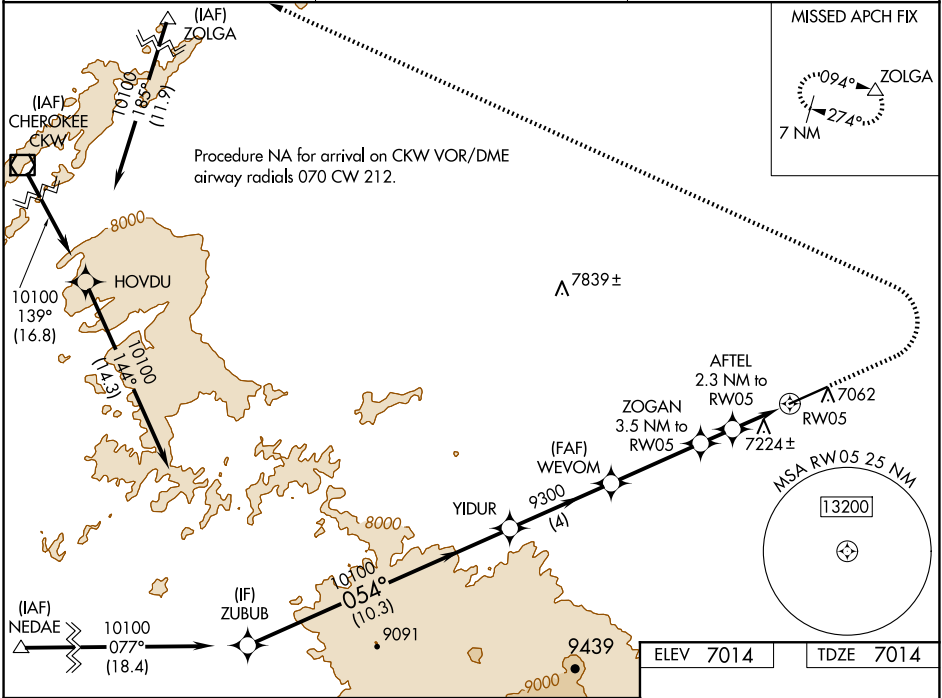 (IAF)
ZOLGA
10100
185°
(11.9)
(IAF)
CHEROKEE
CKW
Procedure NA for arrival on CKW VOR/DME
airway radials 070 CW 212.
MISSED APCH FIX
094°
ZOLGA
274°
7 NM
8000
HOVDU
10100
139°
(16.8)
10100
144°
(14.3)
7839±
AFTEL
2.3 NM to
RW05
ZOGAN
3.5 NM to
RW05
7062
RW05
7224±
(FAF)
WEVOM
9300
(4)
YIDUR
MSA RW05 25 NM
13200
8000
(IF)
ZUBUB
10100
054°
(10.3)
(IAF)
NEDAE
10100
077°
(18.4)
9091
9439
9000
ELEV 7014
TDZE 7014